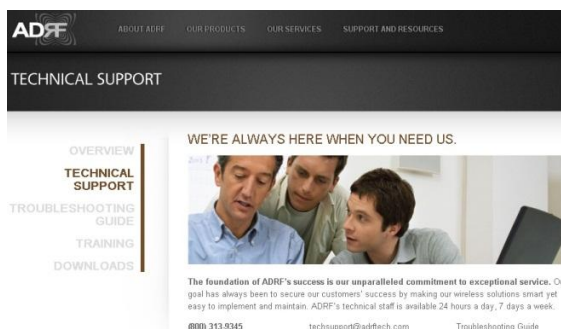 ADRF
ABOUT ADRF OUR PRODUCTS OUR SERVICES SUPPORT AND RESOURCES
TECHNICAL SUPPORT
WE'RE ALWAYS HERE WHEN YOU NEED US.
OVERVIEW
TECHNICAL
SUPPORT
TROUBLESHOOTING
GUIDE
TRAINING
DOWNLOADS
The foundation of ADRF's success is our unparalleled commitment to exceptional service.
goal has always been to secure our customers' success by making our wireless solutions smart yet
easy to implement and maintain. ADRF's technical staff is available 24 hours a day, 7 days a week.
(800) 313-9345 techsupport@adrftech.com Troubleshooting Guide